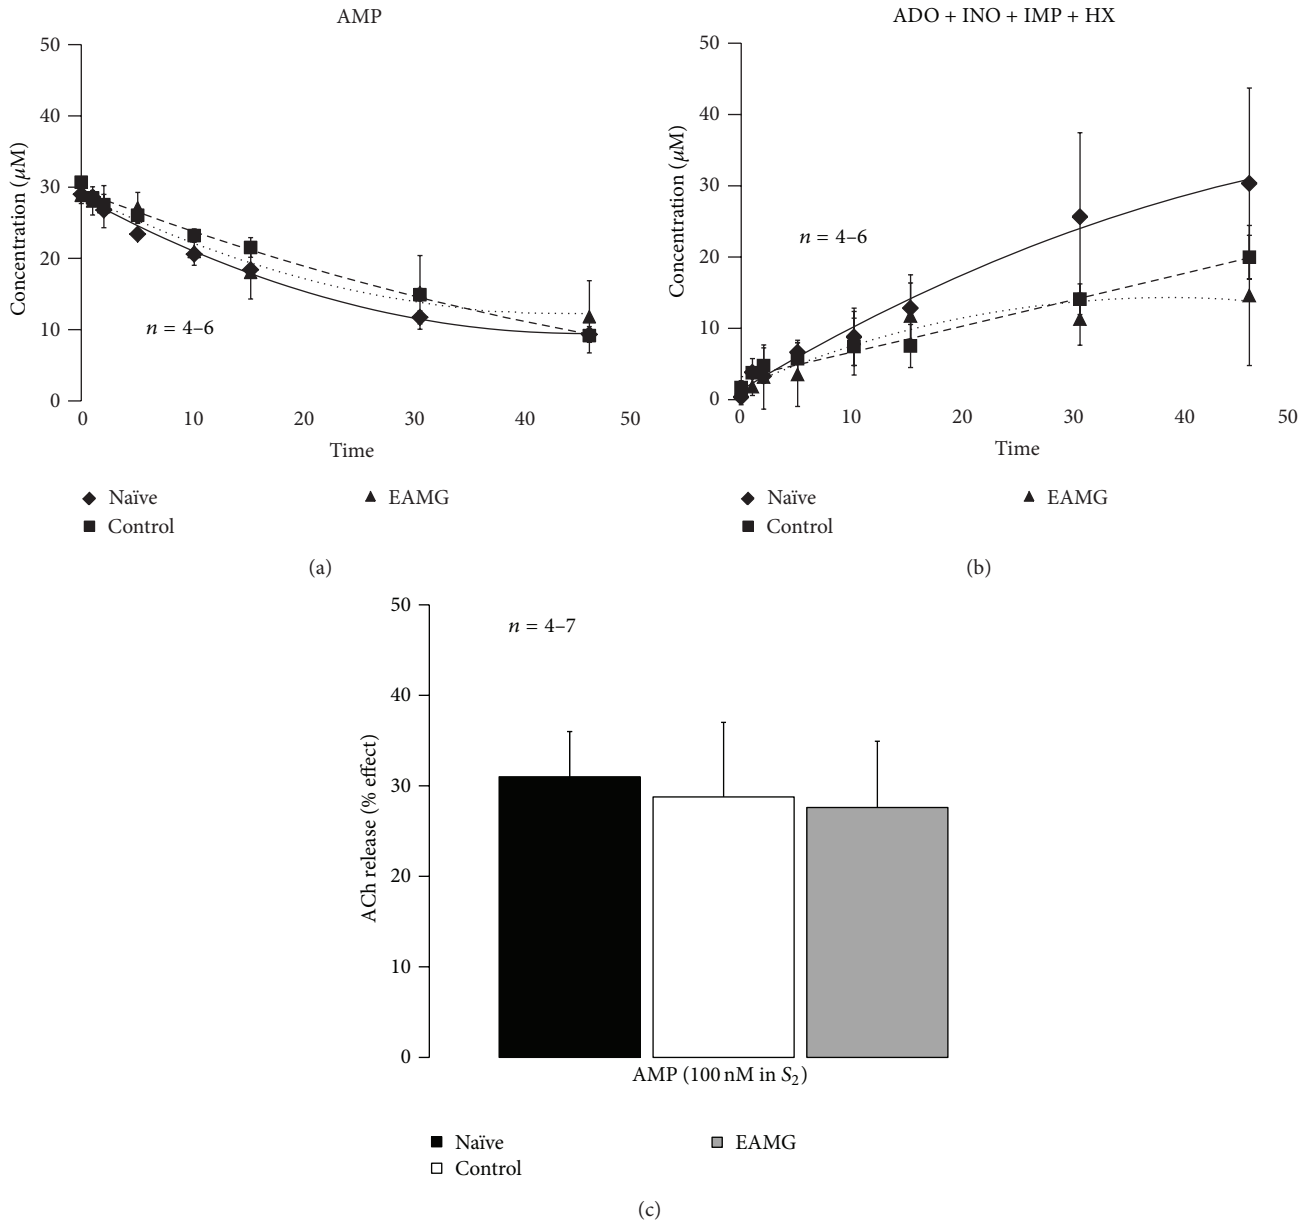 AMP
50
40
30
20
10
0
Concentration (μM)
n = 4–6
0 10 20 30 40 50
Time
Naïve
Control
EAMG
(a)
ADO + INO + IMP + HX
50
40
30
20
10
0
Concentration (μM)
n = 4–6
0 10 20 30 40 50
Time
Naïve
Control
EAMG
(b)
50
40
30
20
10
0
ACh release (% effect)
n = 4–7
AMP (100 nM in S₂)
Naïve
Control
EAMG
(c)